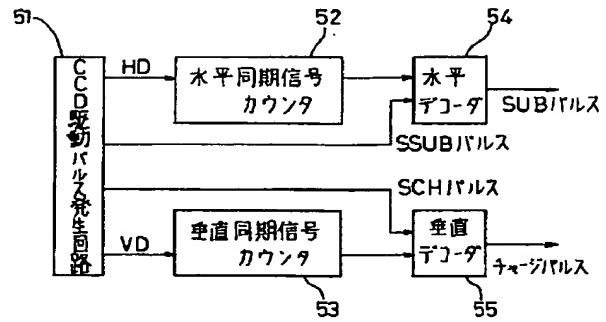 51
52
54
CCD駆動パルス発生回路
HD
水平同期信号
カウンタ
水平
デコーダ
SUBパルス
SSUBパルス
SCHパルス
VD
垂直同期信号
カウンタ
垂直
デコーダ
チャージパルス
53
55